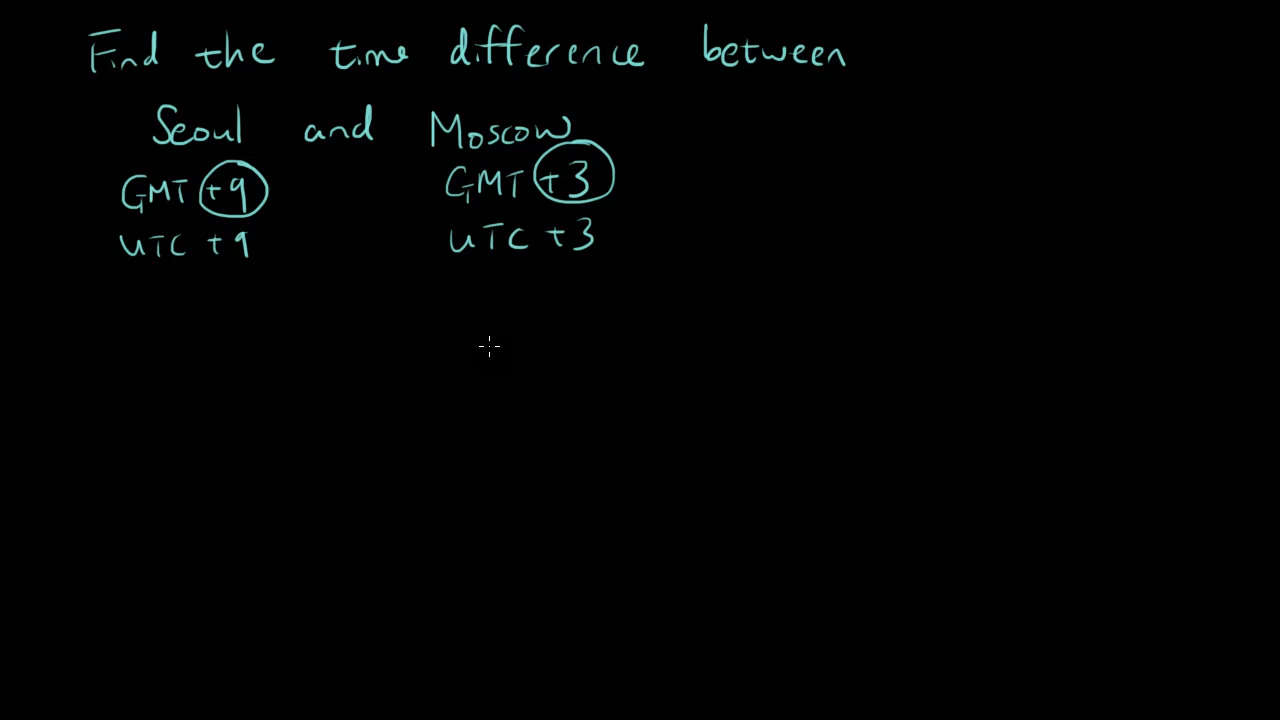 Find the time difference between
Seoul and Moscow
GMT +9 GMT +3
UTC +9 UTC +3